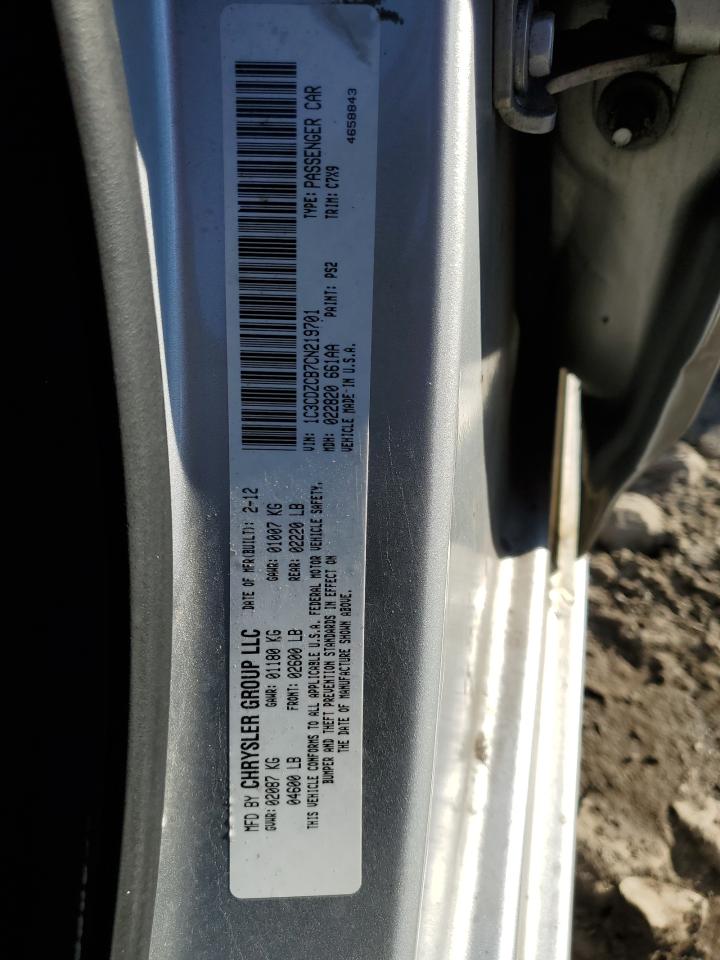 MFD BY CHRYSLER GROUP LLC DATE OF MFR(BUILT): 2-12
GVWR: 02087 KG GAWR: 01180 KG GAWR: 01007 KG
04600 LB FRONT: 02600 LB REAR: 02220 LB
THIS VEHICLE CONFORMS TO ALL APPLICABLE U.S.A. FEDERAL MOTOR VEHICLE SAFETY,
BUMPER AND THEFT PREVENTION STANDARDS IN EFFECT ON
THE DATE OF MANUFACTURE SHOWN ABOVE.
VIN: 1C3CDZCB7CN219701 TYPE: PASSENGER CAR
MDH: 022820 661AA PAINT: PS2 TRIM: C7X9
VEHICLE MADE IN U.S.A. 4658843